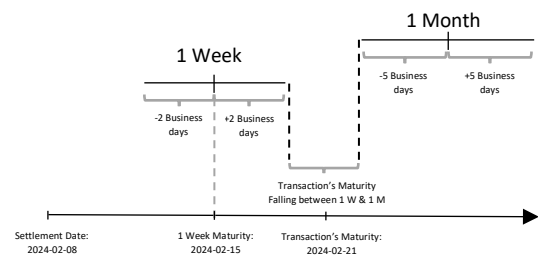 1 Month
1 Week
-5 Business
days
+5 Business
days
-2 Business
days
+2 Business
days
Transaction's Maturity
Falling between 1 W & 1 M
Settlement Date:
2024-02-08
1 Week Maturity:
2024-02-15
Transaction's Maturity:
2024-02-21